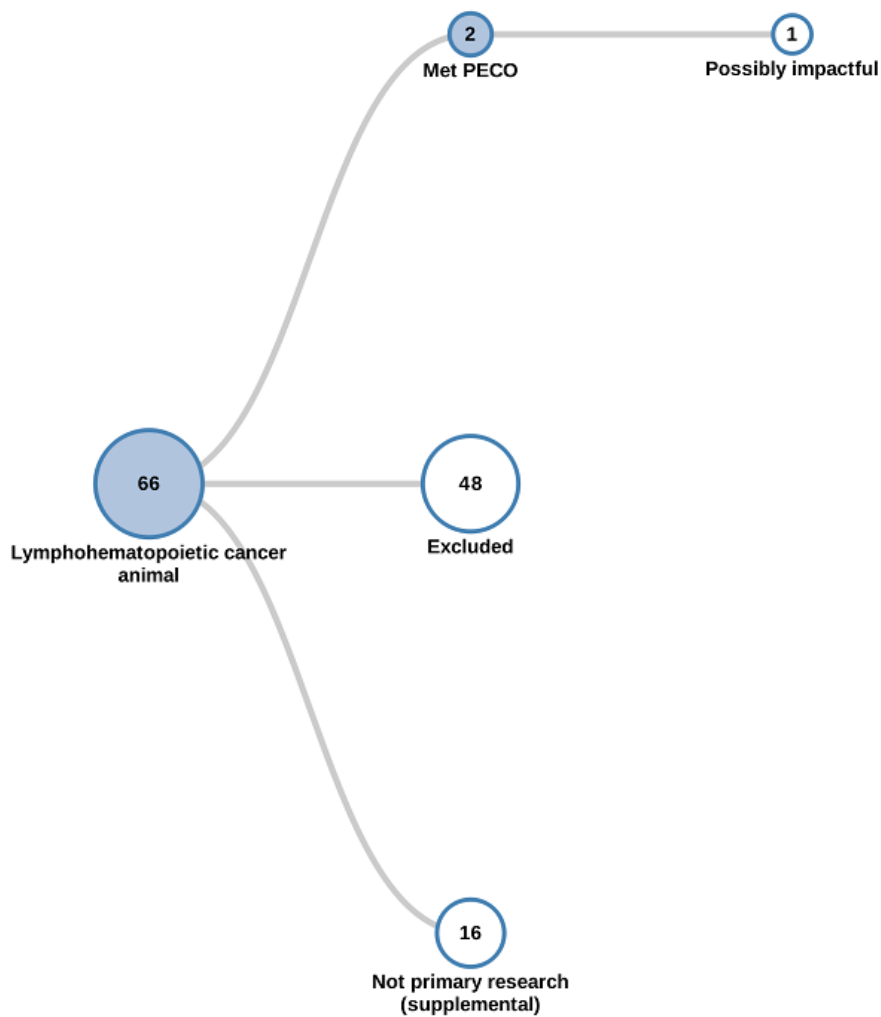 2
Met PECO
1
Possibly impactful
66
Lymphohematopoietic cancer
animal
48
Excluded
16
Not primary research
(supplemental)